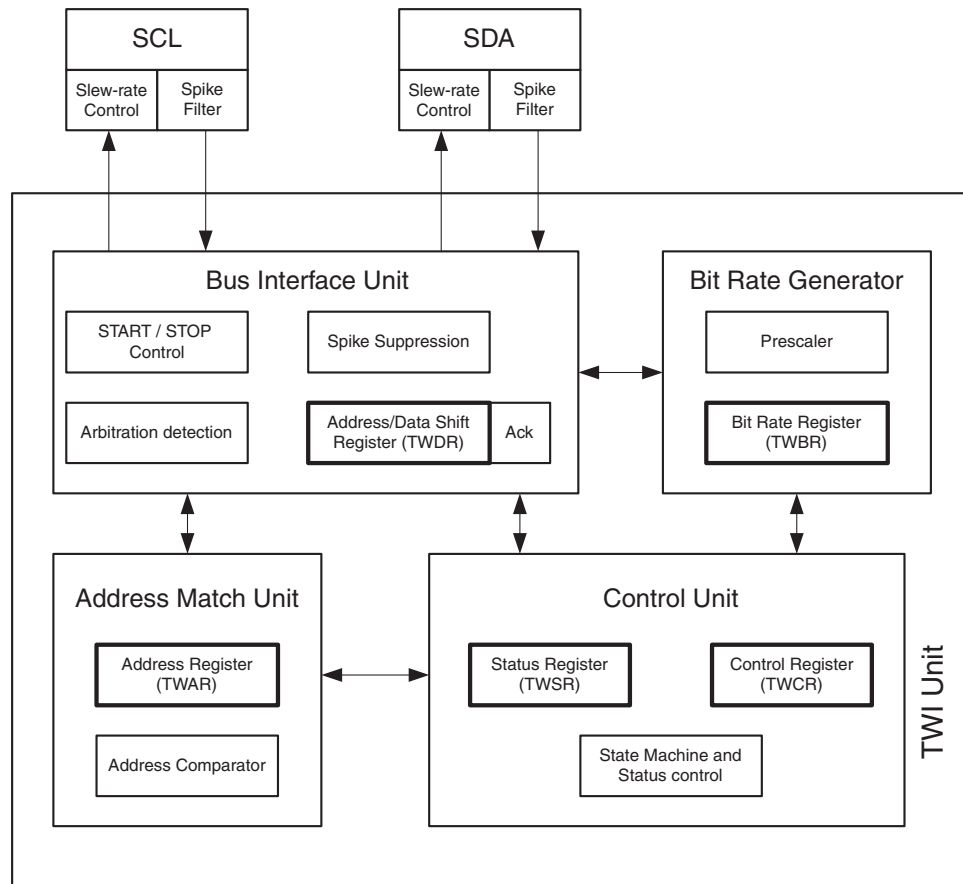 SCL
Slew-rate
Control
Spike
Filter
SDA
Slew-rate
Control
Spike
Filter
Bus Interface Unit
START / STOP
Control
Spike Suppression
Arbitration detection
Address/Data Shift
Register (TWDR)
Ack
Bit Rate Generator
Prescaler
Bit Rate Register
(TWBR)
Address Match Unit
Address Register
(TWAR)
Address Comparator
Control Unit
Status Register
(TWSR)
Control Register
(TWCR)
State Machine and
Status control
TWI Unit